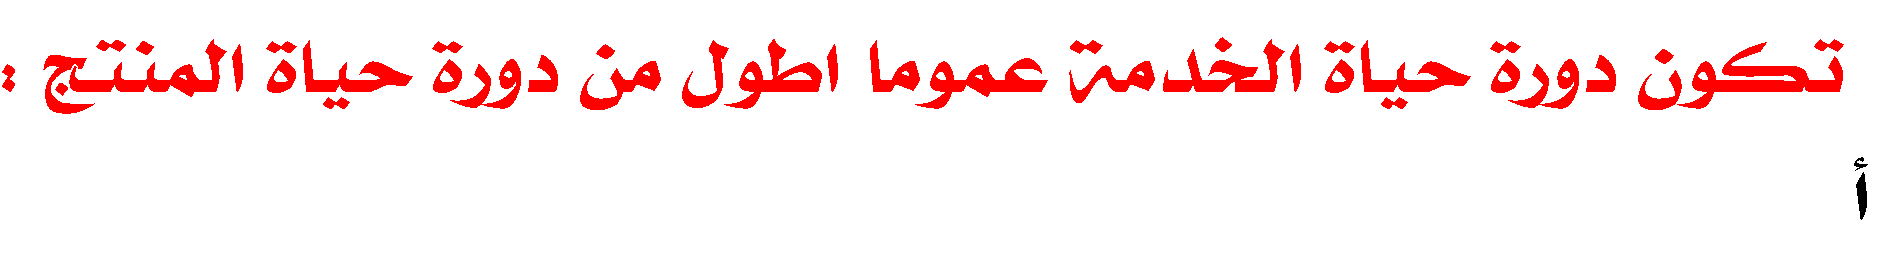 تكون دورة حياة الخدمة عموما اطول من دورة حياة المنتج :
أ